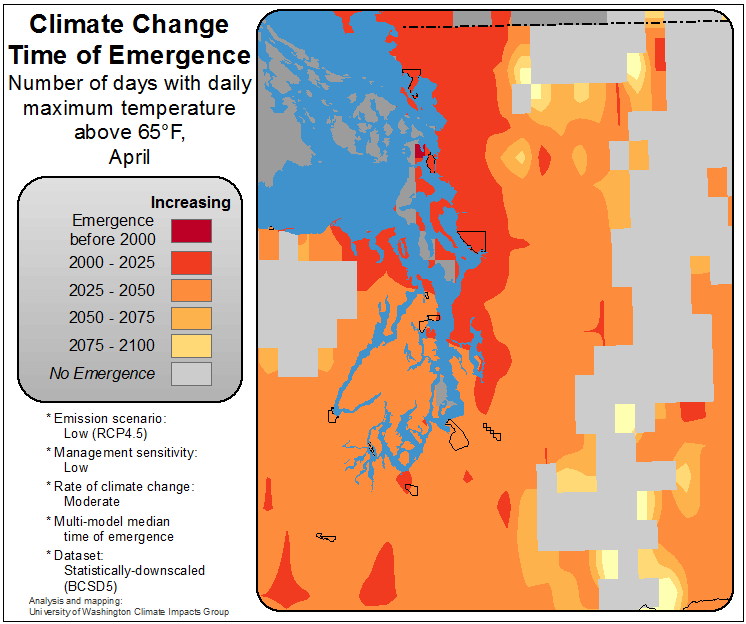 Climate Change
Time of Emergence
Number of days with daily
maximum temperature
above 65°F,
April
Increasing
Emergence
before 2000
2000 - 2025
2025 - 2050
2050 - 2075
2075 - 2100
No Emergence
* Emission scenario:
Low (RCP4.5)
* Management sensitivity:
Low
* Rate of climate change:
Moderate
* Multi-model median
time of emergence
* Dataset:
Statistically-downscaled
(BCSD5)
Analysis and mapping:
University of Washington Climate Impacts Group